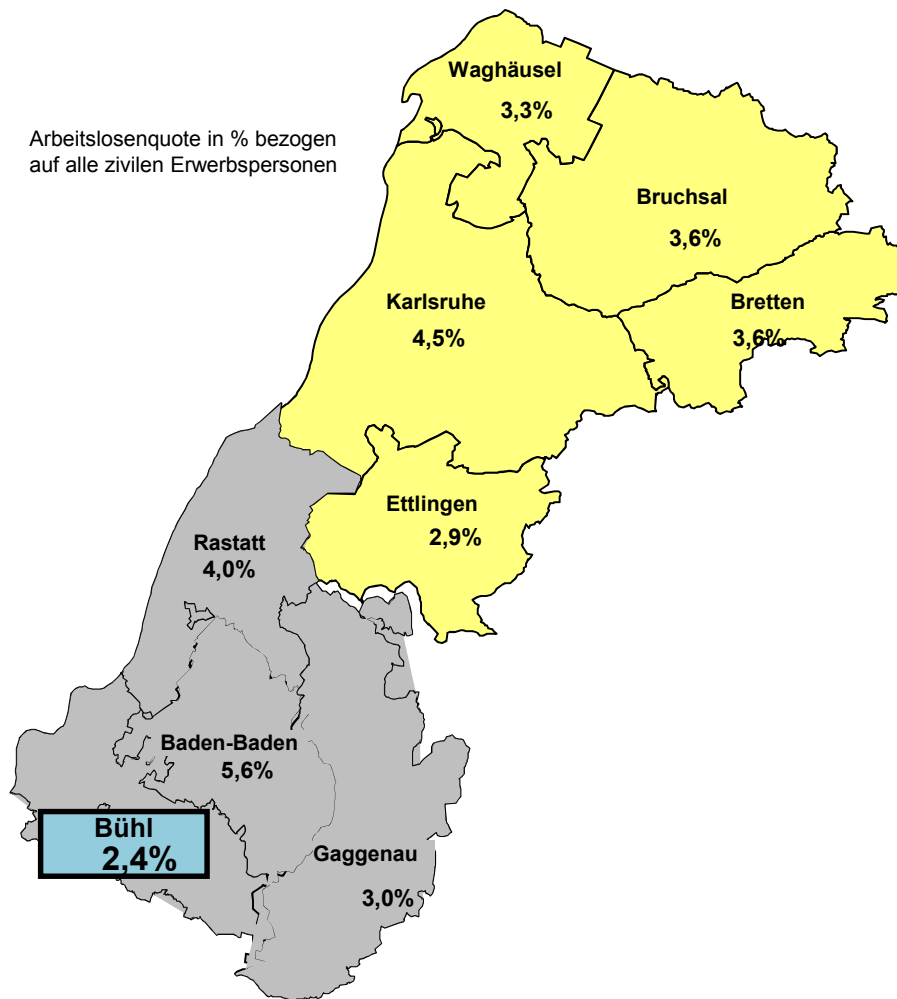 Waghäusel
3,3%
Arbeitslosenquote in % bezogen
auf alle zivilen Erwerbspersonen
Bruchsal
3,6%
Karlsruhe
4,5%
Bretten
3,6%
Ettlingen
2,9%
Rastatt
4,0%
Baden-Baden
5,6%
Bühl
2,4%
Gaggenau
3,0%